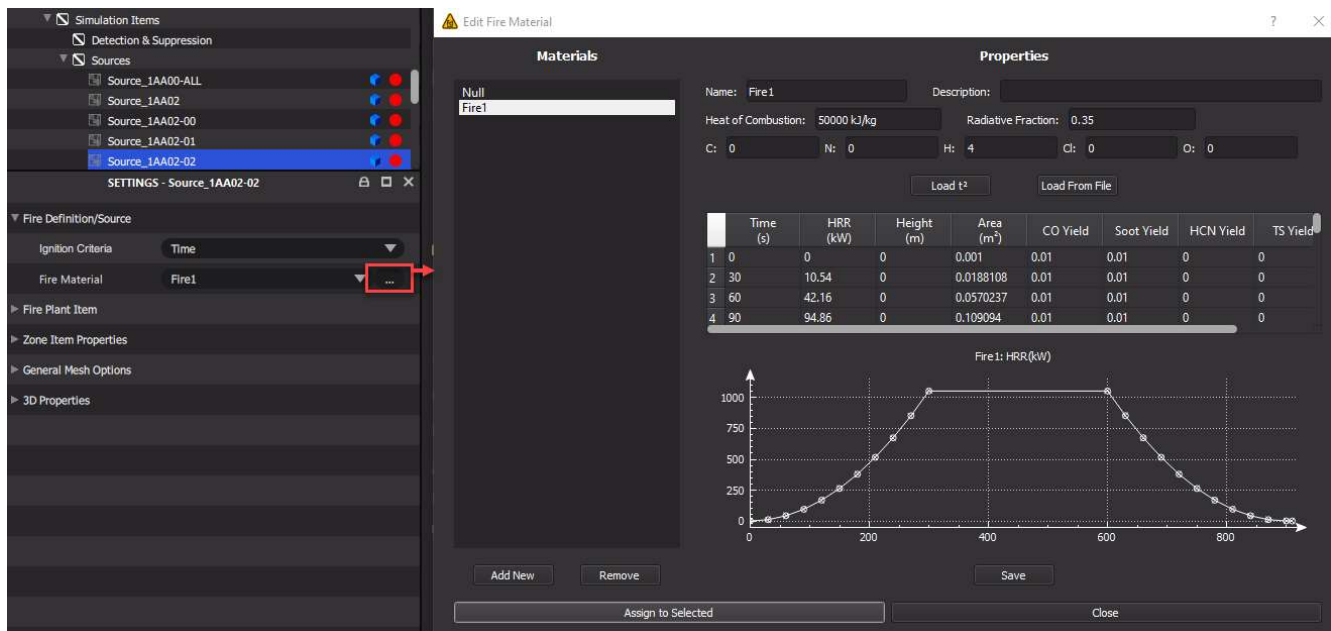 Simulation Items
Detection & Suppression
Sources
Source_1AA00-ALL
Source_1AA02
Source_1AA02-00
Source_1AA02-01
Source_1AA02-02
SETTINGS - Source_1AA02-02
Fire Definition/Source
Ignition Criteria Time
Fire Material Fire1 ...
Fire Plant Item
Zone Item Properties
General Mesh Options
3D Properties
Edit Fire Material ?
Materials
Null
Fire1
Add New Remove
Properties
Name: Fire1 Description:
Heat of Combustion: 50000 kJ/kg Radiative Fraction: 0.35
C: 0 N: 0 H: 4 Cl: 0 O: 0
Load t² Load From File
Time (s) HRR (kW) Height (m) Area (m²) CO Yield Soot Yield HCN Yield TS Yield
1 0 0 0 0.001 0.01 0.01 0 0
2 30 10.54 0 0.0188108 0.01 0.01 0 0
3 60 42.16 0 0.0570237 0.01 0.01 0 0
4 90 94.86 0 0.109094 0.01 0.01 0 0
Fire1: HRR(kW)
1000
750
500
250
0
0 200 400 600 800
Save
Assign to Selected Close